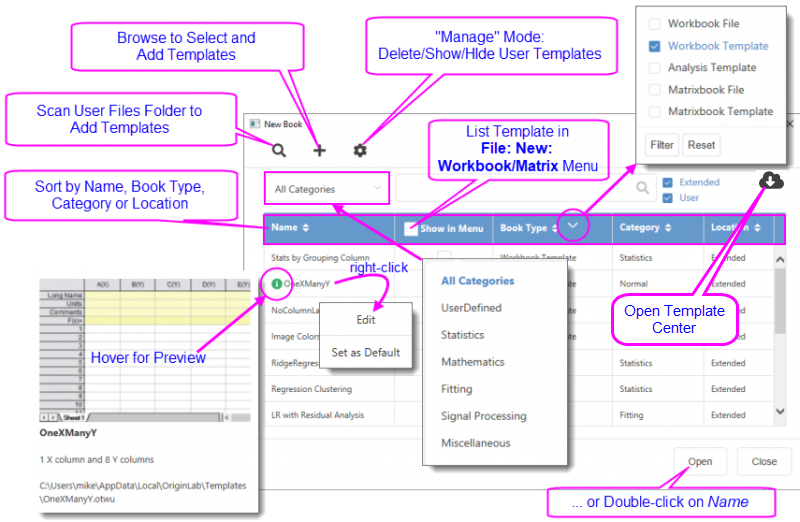 Browse to Select and
Add Templates
"Manage" Mode:
Delete/Show/HIde User Templates
Workbook File
Workbook Template
Analysis Template
Matrixbook File
Matrixbook Template
Filter
Reset
Scan User Files Folder to
Add Templates
New Book
List Template in
File: New:
Workbook/Matrix Menu
Sort by Name, Book Type,
Category or Location
All Categories
Extended
User
Name
Show in Menu
Book Type
Category
Location
Stats by Grouping Column
Workbook Template
Statistics
Extended
OneXManyY
Normal
Extended
NoColumnLa
Image Colors
RidgeRegres
Statistics
Extended
Regression Clustering
Statistics
Extended
LR with Residual Analysis
Fitting
Extended
right-click
Edit
Set as Default
All Categories
UserDefined
Statistics
Mathematics
Fitting
Signal Processing
Miscellaneous
Open Template
Center
A(X) B(Y) C(Y) D(Y) E(Y)
Long Name
Units
Comments
F(x)=
1
2
3
4
5
6
7
8
9
10
Sheet1
Hover for Preview
OneXManyY
1 X column and 8 Y columns
C:\Users\mike\AppData\Local\OriginLab\Templates
\OneXManyY.otwu
Open
Close
... or Double-click on Name